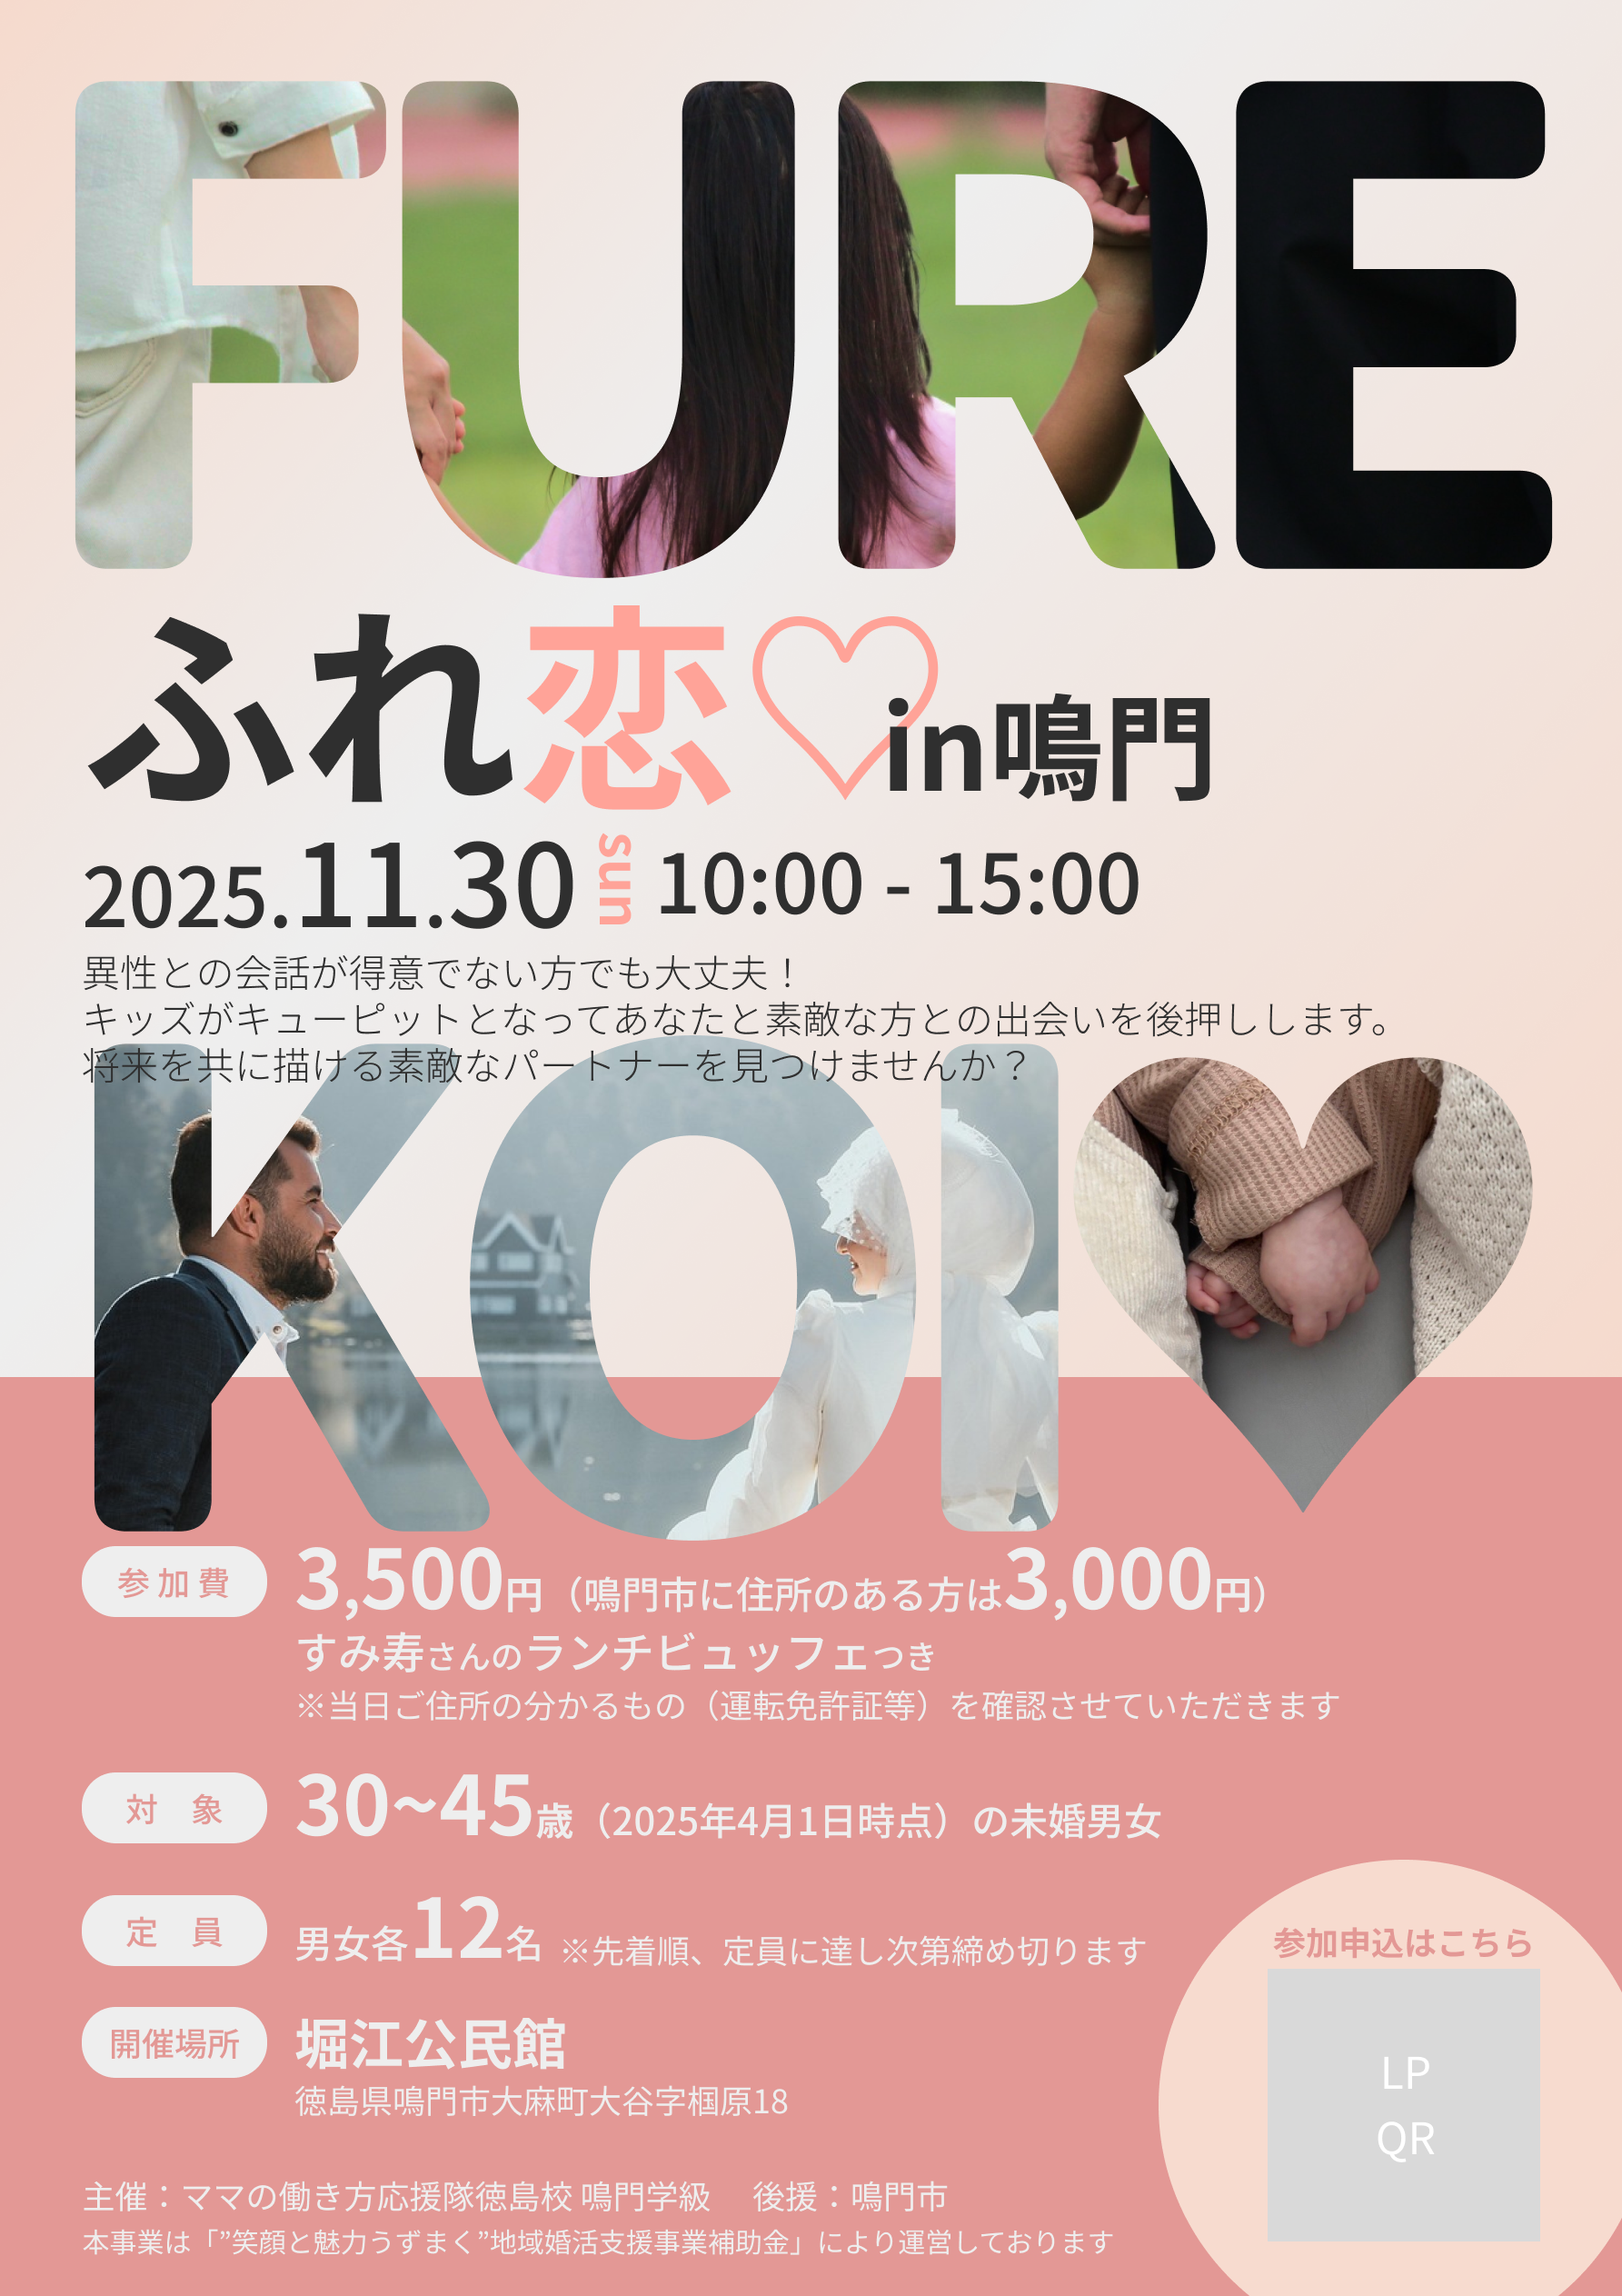 FURE
ふれ恋♡in鳴門
2025.11.30 sun 10:00 - 15:00
異性との会話が得意でない方でも大丈夫！
キッズがキューピットとなってあなたと素敵な方との出会いを後押しします。
将来を共に描ける素敵なパートナーを見つけませんか？
KOI
参加費 3,500円（鳴門市に住所のある方は3,000円）
すみ寿さんのランチビュッフェつき
※当日ご住所の分かるもの（運転免許証等）を確認させていただきます
対　象 30~45歳（2025年4月1日時点）の未婚男女
定　員 男女各12名 ※先着順、定員に達し次第締め切ります
開催場所 堀江公民館
徳島県鳴門市大麻町大谷字椢原18
参加申込はこちら
LP
QR
主催：ママの働き方応援隊徳島校 鳴門学級　後援：鳴門市
本事業は「”笑顔と魅力うずまく”地域婚活支援事業補助金」により運営しております